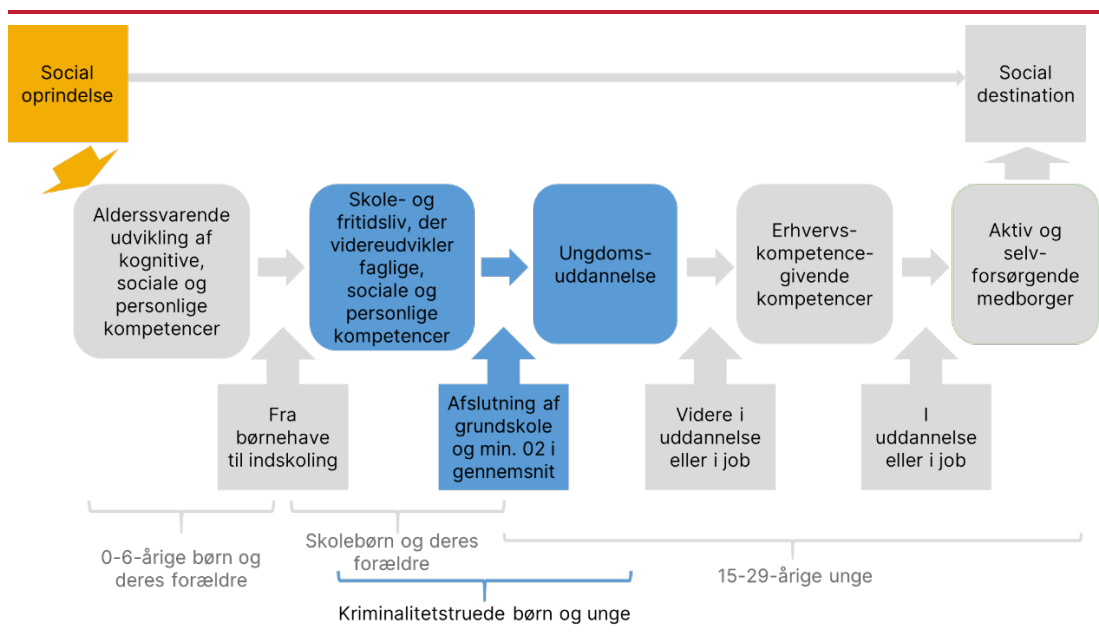 Social
oprindelse
Social
destination
Alderssvarende
udvikling af
kognitive,
sociale og
personlige
kompetencer
Skole- og
fritidsliv, der
videreudvikler
faglige,
sociale og
personlige
kompetencer
Ungdoms-
uddannelse
Erhvervs-
kompetence-
givende
kompetencer
Aktiv og
selv-
forsørgende
medborger
Fra
børnehave
til indskoling
Afslutning af
grundskole
og min. 02 i
gennemsnit
Videre i
uddannelse
eller i job
I
uddannelse
eller i job
0-6-årige børn og
deres forældre
Skolebørn og deres
forældre
15-29-årige unge
Kriminalitetstruede børn og unge